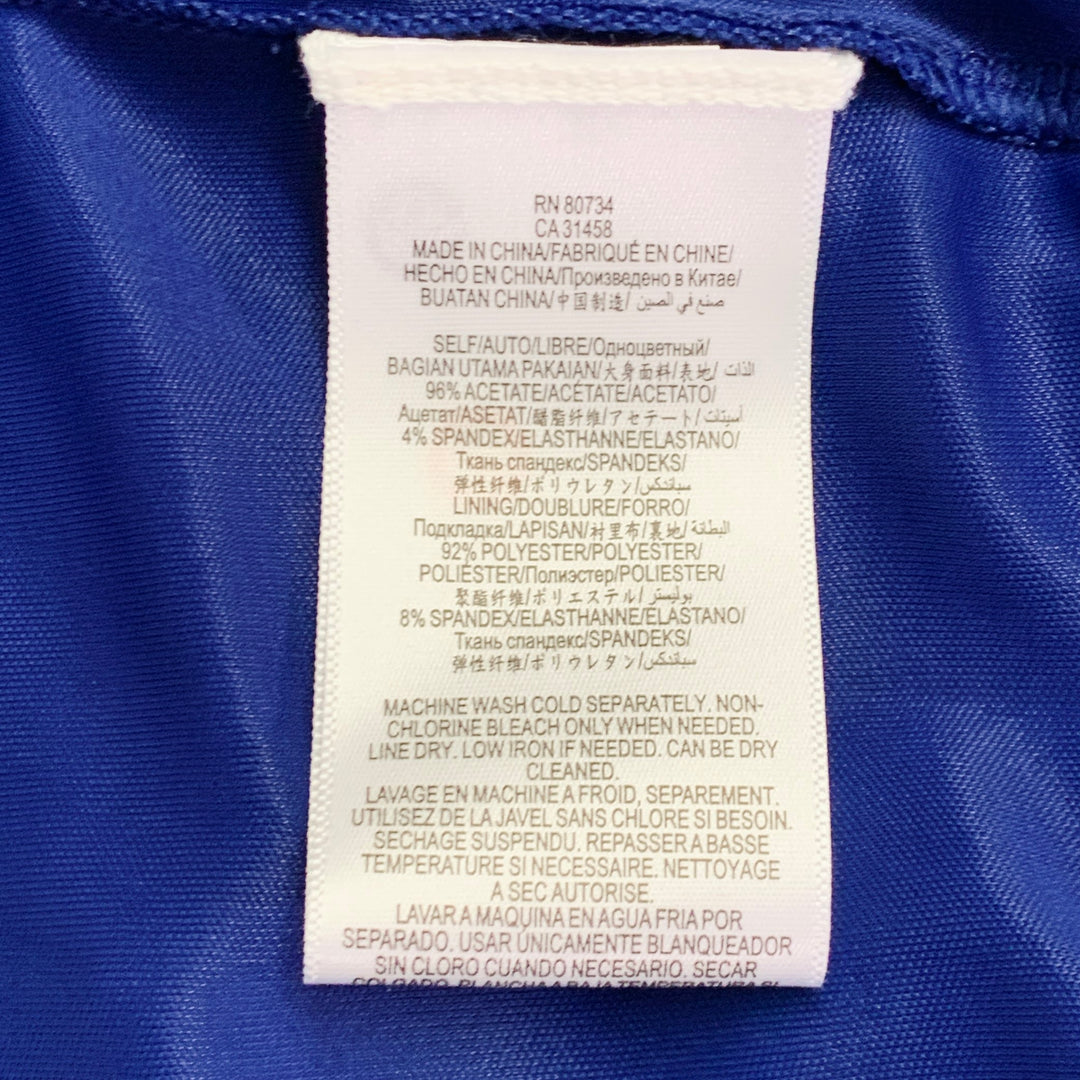 RN 80734
CA 31458
MADE IN CHINA/FABRIQUÉ EN CHINE/
HECHO EN CHINA/Произведено в Китае/
BUATAN CHINA/中国制造/ صنع في الصين
SELF/AUTO/LIBRE/Одноцветный/
BAGIAN UTAMA PAKAIAN/大身面料/表地/ الذات
96% ACETATE/ACÉTATE/ACETATO/
Ацетат/ASETAT/醋脂纤维/アセテート/أسيتات
4% SPANDEX/ELASTHANNE/ELASTANO/
Ткань спандекс/SPANDEKS/
弹性纤维/ポリウレタン/سباندكس
LINING/DOUBLURE/FORRO/
Подкладка/LAPISAN/衬里布/裏地/البطانة
92% POLYESTER/POLYESTER/
POLIÉSTER/Полиэстер/POLIESTER/
聚酯纤维/ポリエステル/بوليستر
8% SPANDEX/ELASTHANNE/ELASTANO/
Ткань спандекс/SPANDEKS/
弹性纤维/ポリウレタン/سباندكس
MACHINE WASH COLD SEPARATELY. NON-
CHLORINE BLEACH ONLY WHEN NEEDED.
LINE DRY. LOW IRON IF NEEDED. CAN BE DRY
CLEANED.
LAVAGE EN MACHINE A FROID, SEPAREMENT.
UTILISEZ DE LA JAVEL SANS CHLORE SI BESOIN.
SECHAGE SUSPENDU. REPASSER A BASSE
TEMPERATURE SI NECESSAIRE. NETTOYAGE
A SEC AUTORISE.
LAVAR A MAQUINA EN AGUA FRIA POR
SEPARADO. USAR ÚNICAMENTE BLANQUEADOR
SIN CLORO CUANDO NECESARIO. SECAR
COLGADO. PLANCHA A BAJA TEMPERATURA SI